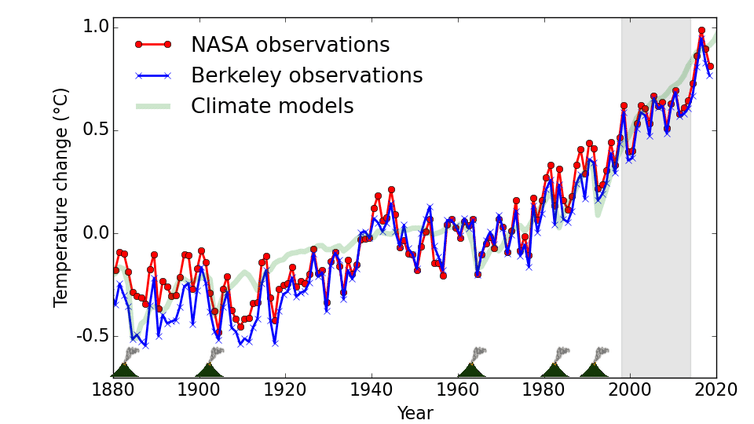 NASA observations
Berkeley observations
Climate models
Temperature change (°C)
1.0
0.5
0.0
-0.5
1880 1900 1920 1940 1960 1980 2000 2020
Year